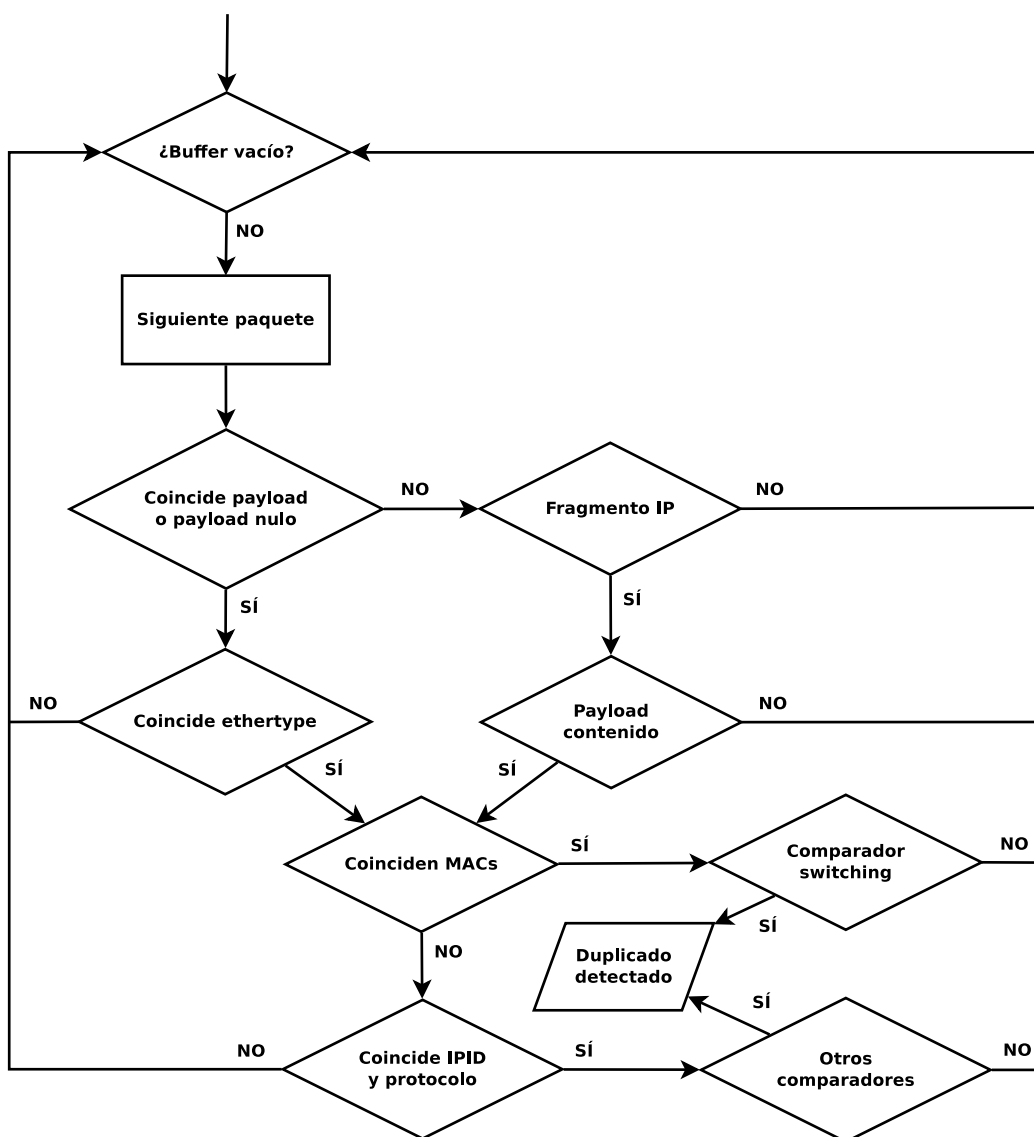 ¿Buffer vacío?
NO
Siguiente paquete
Coincide payload
o payload nulo
NO
Fragmento IP
NO
SÍ
SÍ
NO
Coincide ethertype
Payload
contenido
NO
SÍ
SÍ
Coinciden MACs
SÍ
Comparador
switching
NO
SÍ
NO
Duplicado
detectado
SÍ
NO
Coincide IPID
y protocolo
SÍ
Otros
comparadores
NO